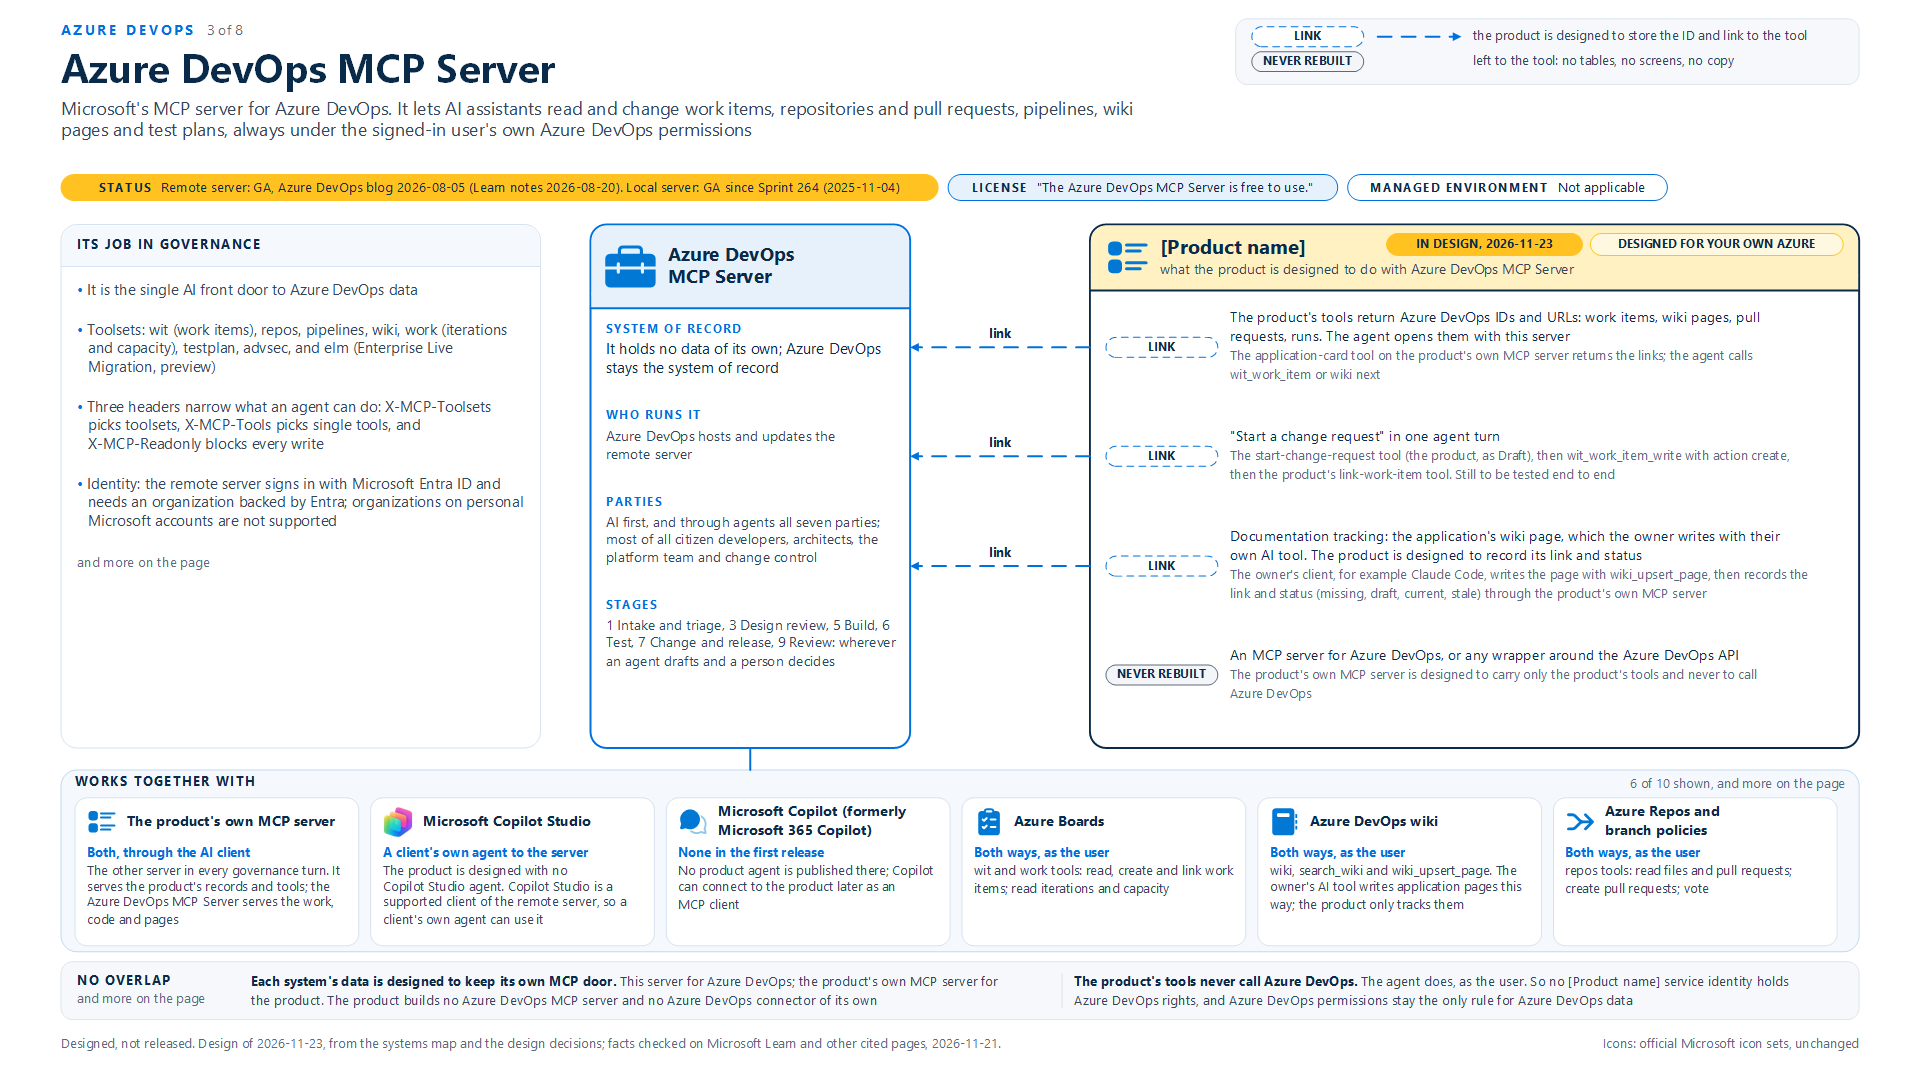 AZURE DEVOPS 3 of 8
Azure DevOps MCP Server
Microsoft's MCP server for Azure DevOps. It lets AI assistants read and change work items, repositories and pull requests, pipelines, wiki
pages and test plans, always under the signed-in user's own Azure DevOps permissions
LINK the product is designed to store the ID and link to the tool
NEVER REBUILT left to the tool: no tables, no screens, no copy
STATUS Remote server: GA, Azure DevOps blog 2026-08-05 (Learn notes 2026-08-20). Local server: GA since Sprint 264 (2025-11-04)
LICENSE "The Azure DevOps MCP Server is free to use."
MANAGED ENVIRONMENT Not applicable
ITS JOB IN GOVERNANCE
• It is the single AI front door to Azure DevOps data
• Toolsets: wit (work items), repos, pipelines, wiki, work (iterations
and capacity), testplan, advsec, and elm (Enterprise Live
Migration, preview)
• Three headers narrow what an agent can do: X-MCP-Toolsets
picks toolsets, X-MCP-Tools picks single tools, and
X-MCP-Readonly blocks every write
• Identity: the remote server signs in with Microsoft Entra ID and
needs an organization backed by Entra; organizations on personal
Microsoft accounts are not supported
and more on the page
Azure DevOps
MCP Server
SYSTEM OF RECORD
It holds no data of its own; Azure DevOps
stays the system of record
WHO RUNS IT
Azure DevOps hosts and updates the
remote server
PARTIES
AI first, and through agents all seven parties;
most of all citizen developers, architects, the
platform team and change control
STAGES
1 Intake and triage, 3 Design review, 5 Build, 6
Test, 7 Change and release, 9 Review: wherever
an agent drafts and a person decides
link
link
link
[Product name]
IN DESIGN, 2026-11-23
DESIGNED FOR YOUR OWN AZURE
what the product is designed to do with Azure DevOps MCP Server
LINK
The product's tools return Azure DevOps IDs and URLs: work items, wiki pages, pull
requests, runs. The agent opens them with this server
The application-card tool on the product's own MCP server returns the links; the agent calls
wit_work_item or wiki next
LINK
"Start a change request" in one agent turn
The start-change-request tool (the product, as Draft), then wit_work_item_write with action create,
then the product's link-work-item tool. Still to be tested end to end
LINK
Documentation tracking: the application's wiki page, which the owner writes with their
own AI tool. The product is designed to record its link and status
The owner's client, for example Claude Code, writes the page with wiki_upsert_page, then records the
link and status (missing, draft, current, stale) through the product's own MCP server
NEVER REBUILT
An MCP server for Azure DevOps, or any wrapper around the Azure DevOps API
The product's own MCP server is designed to carry only the product's tools and never to call
Azure DevOps
WORKS TOGETHER WITH
6 of 10 shown, and more on the page
The product's own MCP server
Both, through the AI client
The other server in every governance turn. It
serves the product's records and tools; the
Azure DevOps MCP Server serves the work,
code and pages
Microsoft Copilot Studio
A client's own agent to the server
The product is designed with no
Copilot Studio agent. Copilot Studio is a
supported client of the remote server, so a
client's own agent can use it
Microsoft Copilot (formerly
Microsoft 365 Copilot)
None in the first release
No product agent is published there; Copilot
can connect to the product later as an
MCP client
Azure Boards
Both ways, as the user
wit and work tools: read, create and link work
items; read iterations and capacity
Azure DevOps wiki
Both ways, as the user
wiki, search_wiki and wiki_upsert_page. The
owner's AI tool writes application pages this
way; the product only tracks them
Azure Repos and
branch policies
Both ways, as the user
repos tools: read files and pull requests;
create pull requests; vote
NO OVERLAP
and more on the page
Each system's data is designed to keep its own MCP door. This server for Azure DevOps; the product's own MCP server for
the product. The product builds no Azure DevOps MCP server and no Azure DevOps connector of its own
The product's tools never call Azure DevOps. The agent does, as the user. So no [Product name] service identity holds
Azure DevOps rights, and Azure DevOps permissions stay the only rule for Azure DevOps data
Designed, not released. Design of 2026-11-23, from the systems map and the design decisions; facts checked on Microsoft Learn and other cited pages, 2026-11-21.
Icons: official Microsoft icon sets, unchanged